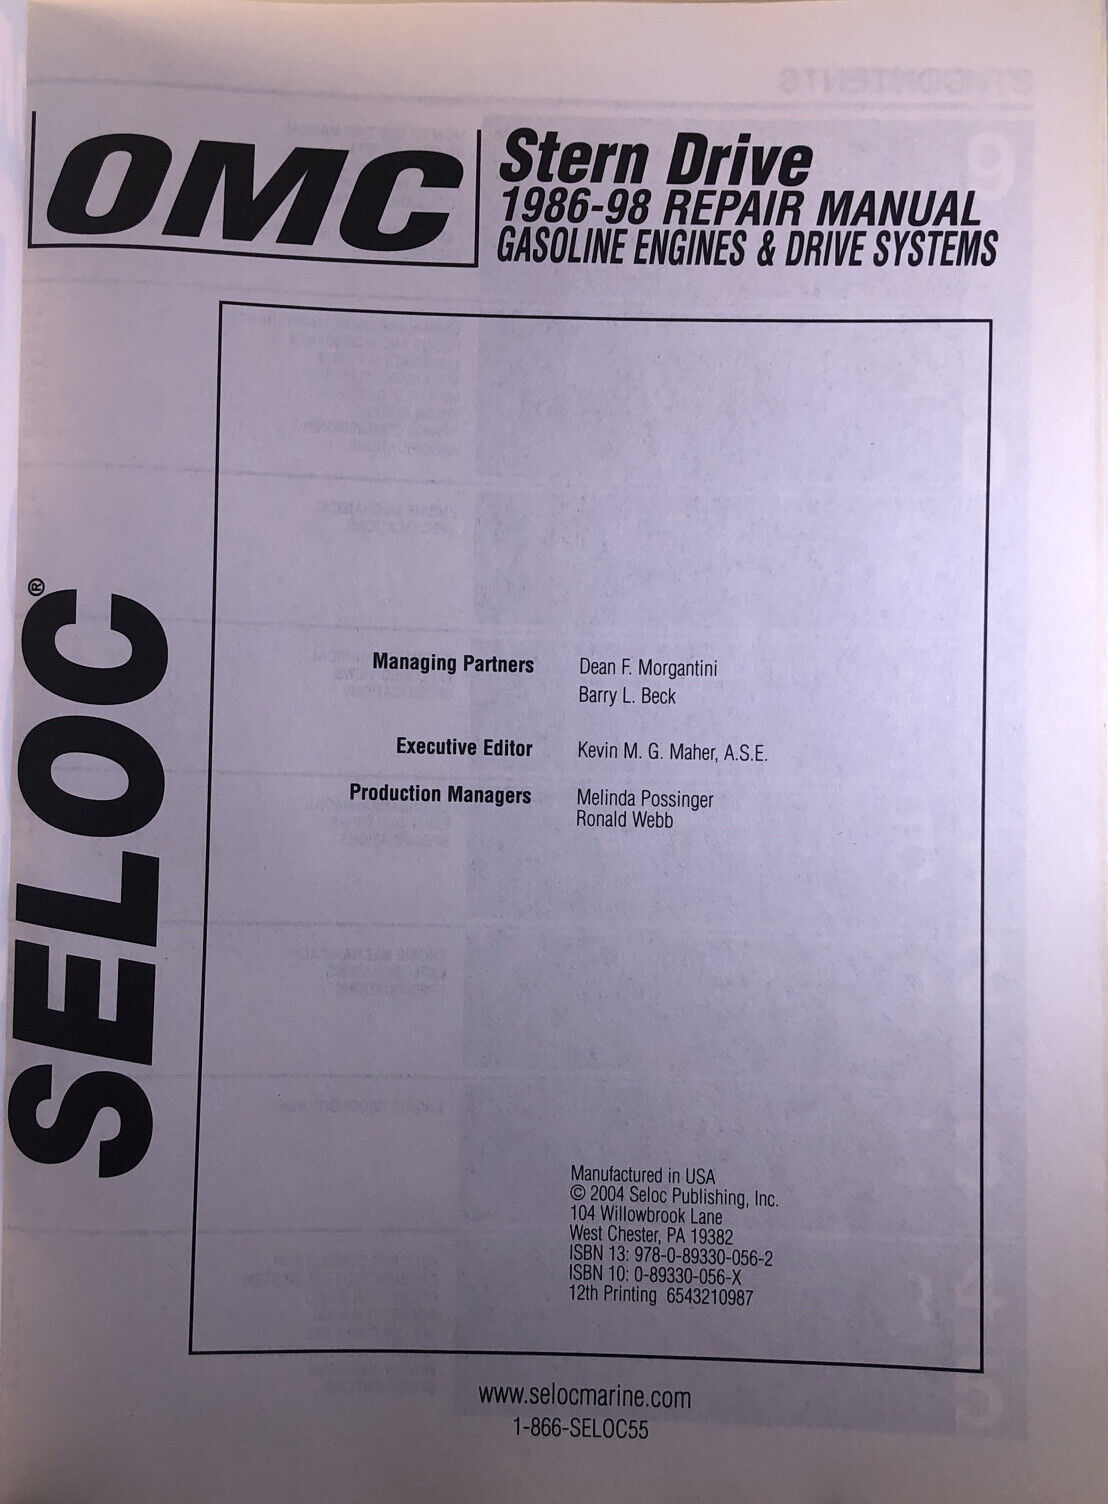 OMC
Stern Drive
1986-98 REPAIR MANUAL
GASOLINE ENGINES & DRIVE SYSTEMS
SELOC®
Managing Partners Dean F. Morgantini
Barry L. Beck
Executive Editor Kevin M. G. Maher, A.S.E.
Production Managers Melinda Possinger
Ronald Webb
Manufactured in USA
© 2004 Seloc Publishing, Inc.
104 Willowbrook Lane
West Chester, PA 19382
ISBN 13: 978-0-89330-056-2
ISBN 10: 0-89330-056-X
12th Printing 6543210987
www.selocmarine.com
1-866-SELOC55